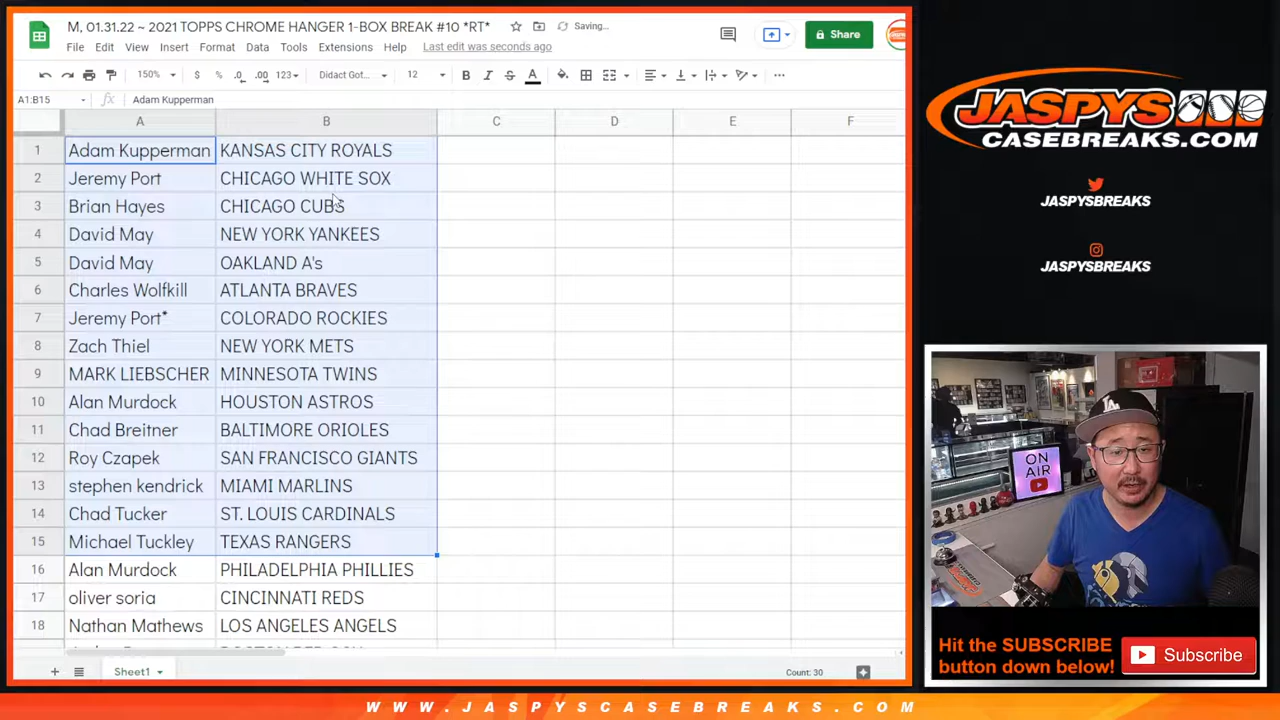 M, 01.31.22 ~ 2021 TOPPS CHROME HANGER 1-BOX BREAK #10 *RT*
Saving...
File Edit View Insert Format Data Tools Extensions Help Last edit was seconds ago
Share
150% $ % .0 .00 123 Didact Got... 12 B I S A
A1:B15 fx Adam Kupperman
A B C D E F
1 Adam Kupperman KANSAS CITY ROYALS
2 Jeremy Port CHICAGO WHITE SOX
3 Brian Hayes CHICAGO CUBS
4 David May NEW YORK YANKEES
5 David May OAKLAND A's
6 Charles Wolfkill ATLANTA BRAVES
7 Jeremy Port* COLORADO ROCKIES
8 Zach Thiel NEW YORK METS
9 MARK LIEBSCHER MINNESOTA TWINS
10 Alan Murdock HOUSTON ASTROS
11 Chad Breitner BALTIMORE ORIOLES
12 Roy Czapek SAN FRANCISCO GIANTS
13 stephen kendrick MIAMI MARLINS
14 Chad Tucker ST. LOUIS CARDINALS
15 Michael Tuckley TEXAS RANGERS
16 Alan Murdock PHILADELPHIA PHILLIES
17 oliver soria CINCINNATI REDS
18 Nathan Mathews LOS ANGELES ANGELS
Sheet1
Count: 30
JASPYS
CASEBREAKS.COM
JASPYSBREAKS
JASPYSBREAKS
ON
AIR
LA
Hit the SUBSCRIBE
button down below!
Subscribe
WWW.JASPYSCASEBREAKS.COM